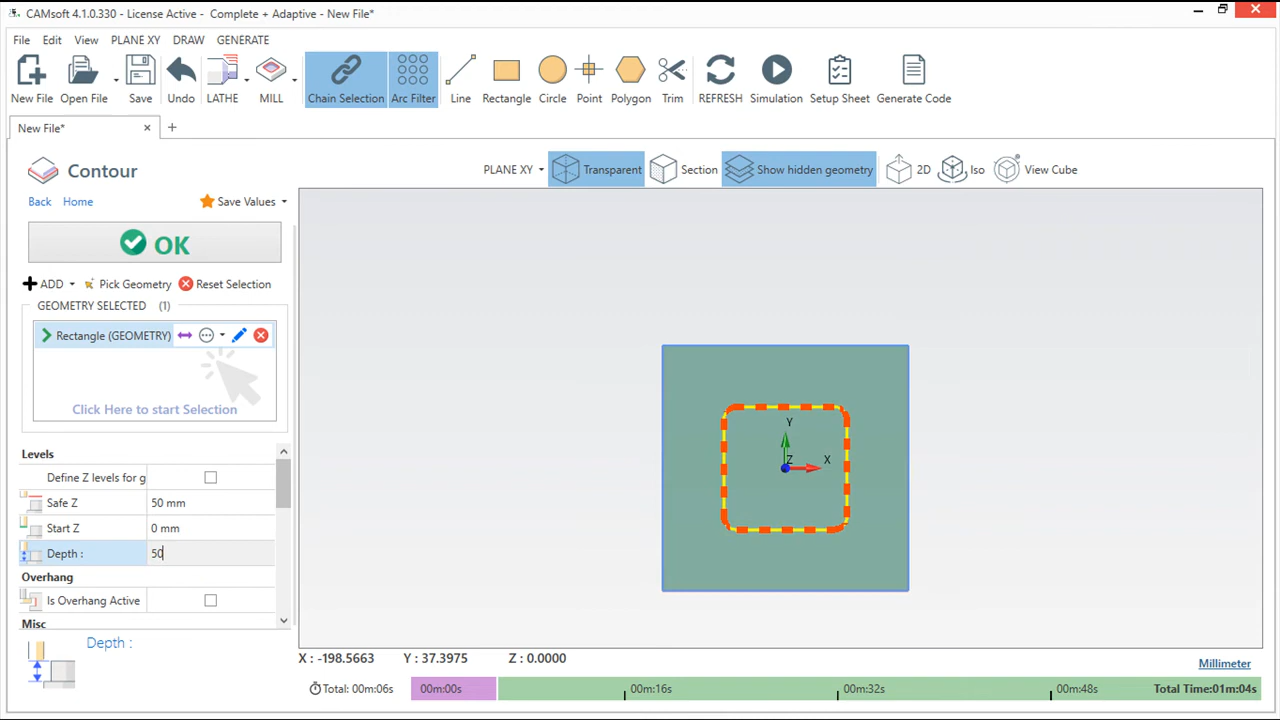 CAMsoft 4.1.0.330 - License Active - Complete + Adaptive - New File*
File Edit View PLANE XY DRAW GENERATE
New File Open File Save Undo LATHE MILL Chain Selection Arc Filter Line Rectangle Circle Point Polygon Trim REFRESH Simulation Setup Sheet Generate Code
New File*
Contour
PLANE XY Transparent Section Show hidden geometry 2D Iso View Cube
Back Home Save Values
OK
ADD Pick Geometry Reset Selection
GEOMETRY SELECTED (1)
Rectangle (GEOMETRY)
Click Here to start Selection
Levels
Define Z levels for g
Safe Z 50 mm
Start Z 0 mm
Depth : 50
Overhang
Is Overhang Active
Misc
Depth :
Y
Z X
X : -198.5663 Y : 37.3975 Z : 0.0000
Millimeter
Total: 00m:06s 00m:00s 00m:16s 00m:32s 00m:48s Total Time:01m:04s